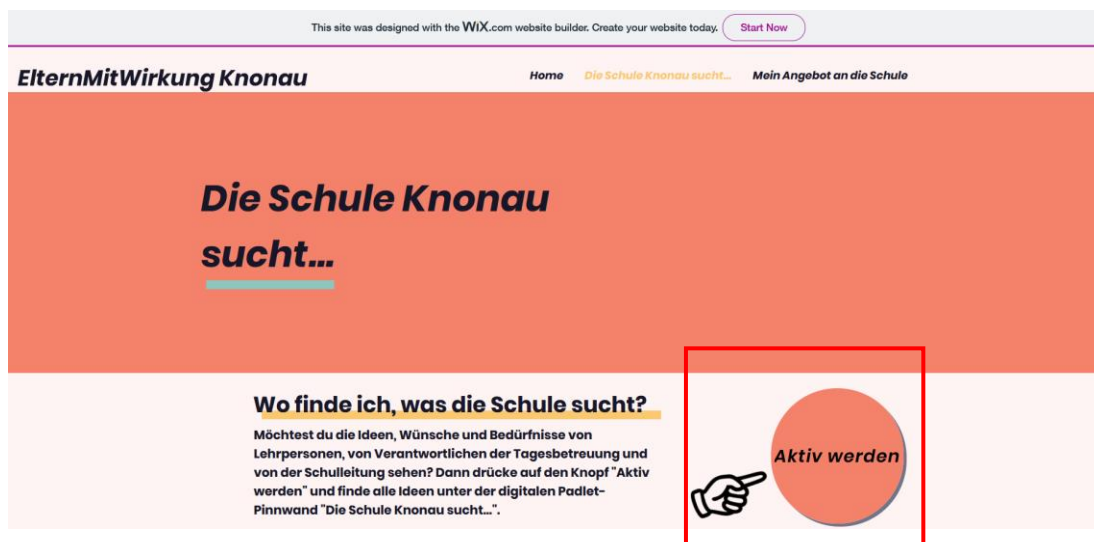 This site was designed with the WiX.com website builder. Create your website today. Start Now
ElternMitWirkung Knonau
Home Die Schule Knonau sucht... Mein Angebot an die Schule
Die Schule Knonau
sucht...
Wo finde ich, was die Schule sucht?
Möchtest du die Ideen, Wünsche und Bedürfnisse von
Lehrpersonen, von Verantwortlichen der Tagesbetreuung und
von der Schulleitung sehen? Dann drücke auf den Knopf "Aktiv
werden" und finde alle Ideen unter der digitalen Padlet-
Pinnwand "Die Schule Knonau sucht...".
Aktiv werden